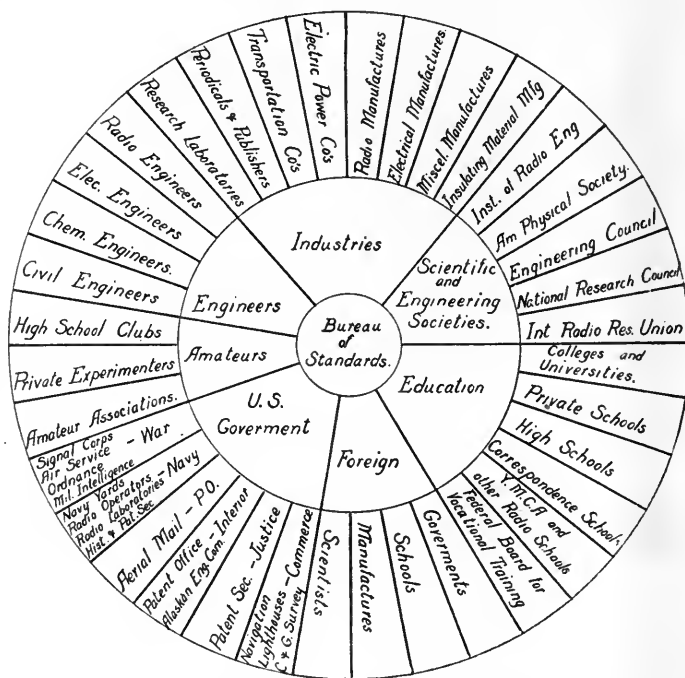 Bureau
of
Standards.
Industries
Scientific
and
Engineering
Societies.
Education
Foreign
U.S.
Goverment
Amateurs
Engineers
Research Laboratories
Periodicals & Publishers
Transportation Co's
Electric Power Co's
Radio Manufactures
Electrical Manufactures.
Miscel Manufactures
Insulating Material Mfg
Inst. of Radio Eng
Am Physical Society.
Engineering Council
National Research Council
Int Radio Res. Union
Colleges and
Universities.
Private Schools
High Schools
Correspondence Schools,
Y.M.C.A and
other Radio Schools
Federal Board for
Vocational Training
Goverments
Schools
Manufactures
Scientists
Navigation
Lighthouses - Commerce
C & G. Survey
Patent Sec. - Justice
Patent Office - Interior
Alaskan Eng. Com.
Aerial Mail - P.O.
Navy Yards
Radio Operators - Navy
Radio Laboratories
Hist. & Pat. Sec
Signal Corps
Air Service - War
Ordnance
Mil. Intelligence
Amateur Associations.
Private Experimenters
High School Clubs
Civil Engineers
Chem. Engineers.
Elec. Engineers
Radio Engineers